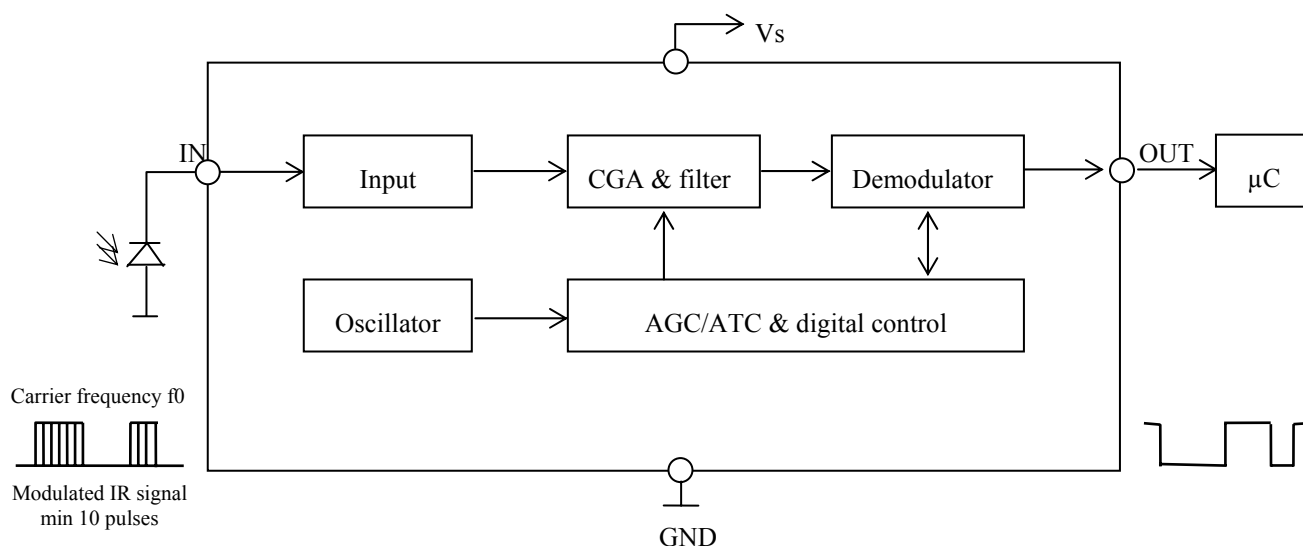 Vs
IN
OUT
Input
CGA & filter
Demodulator
µC
Oscillator
AGC/ATC & digital control
Carrier frequency f0
Modulated IR signal
min 10 pulses
GND